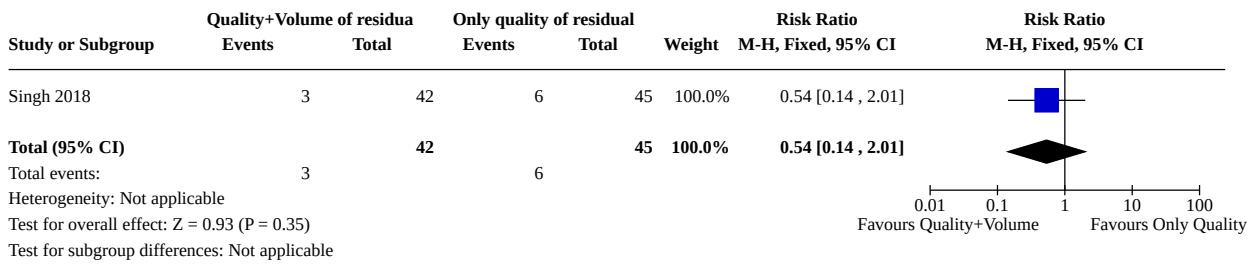 Quality+Volume of residua Only quality of residual Risk Ratio Risk Ratio
Study or Subgroup Events Total Events Total Weight M-H, Fixed, 95% CI M-H, Fixed, 95% CI
Singh 2018 3 42 6 45 100.0% 0.54 [0.14 , 2.01]
Total (95% CI) 42 45 100.0% 0.54 [0.14 , 2.01]
Total events: 3 6
Heterogeneity: Not applicable
0.01 0.1 1 10 100
Test for overall effect: Z = 0.93 (P = 0.35)
Favours Quality+Volume Favours Only Quality
Test for subgroup differences: Not applicable